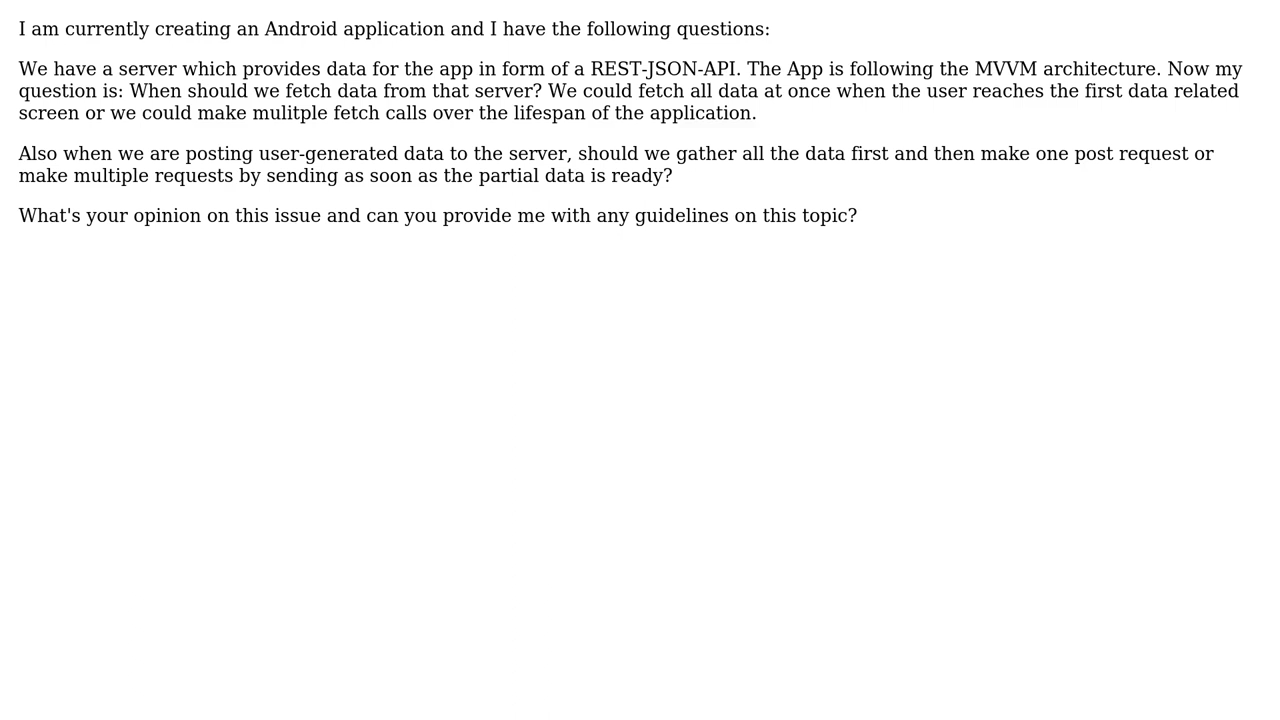 I am currently creating an Android application and I have the following questions:
We have a server which provides data for the app in form of a REST-JSON-API. The App is following the MVVM architecture. Now my
question is: When should we fetch data from that server? We could fetch all data at once when the user reaches the first data related
screen or we could make mulitple fetch calls over the lifespan of the application.
Also when we are posting user-generated data to the server, should we gather all the data first and then make one post request or
make multiple requests by sending as soon as the partial data is ready?
What's your opinion on this issue and can you provide me with any guidelines on this topic?